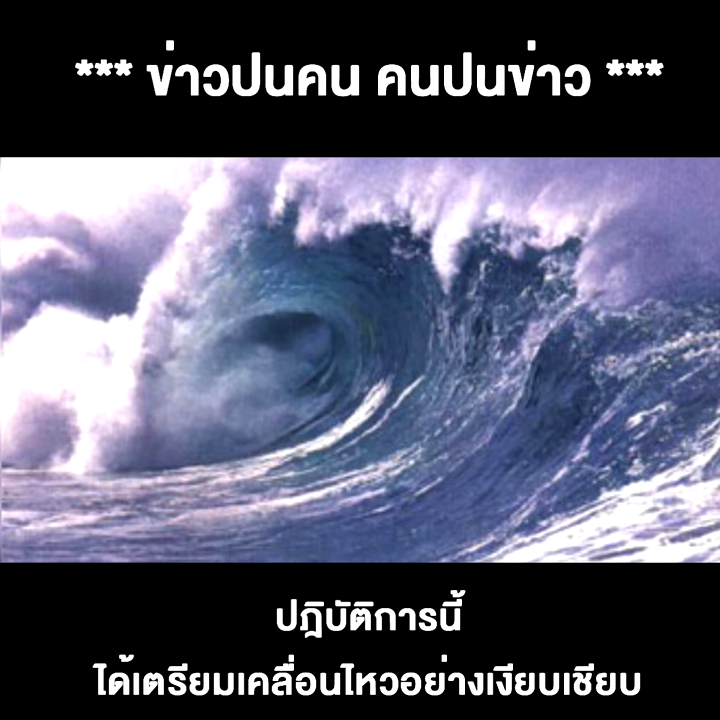 *** ข่าวปนคน คนปนข่าว ***
ปฎิบัติการนี้
ได้เตรียมเคลื่อนไหวอย่างเงียบเชียบ